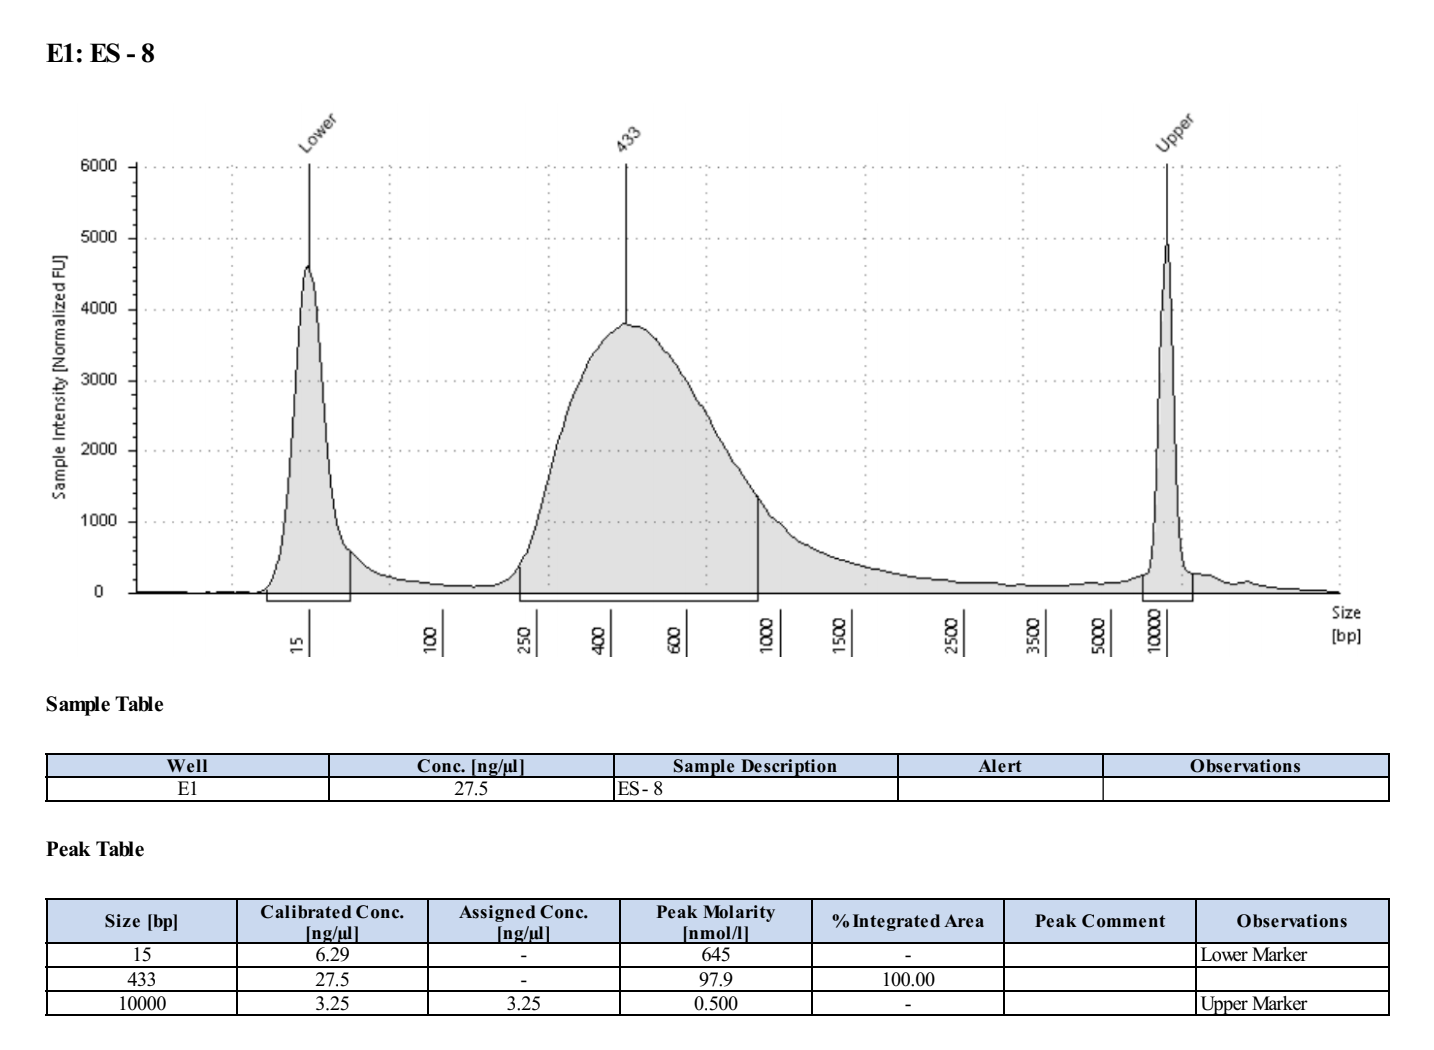 E1: ES - 8
Lower
433
Upper
Sample Intensity [Normalized FU]
6000
5000
4000
3000
2000
1000
0
15
100
250
400
600
1000
1500
2500
3500
5000
10000
Size
[bp]
Sample Table
Well Conc. [ng/µl] Sample Description Alert Observations
E1 27.5 ES - 8
Peak Table
Size [bp] Calibrated Conc. [ng/µl] Assigned Conc. [ng/µl] Peak Molarity [nmol/l] % Integrated Area Peak Comment Observations
15 6.29 - 645 - Lower Marker
433 27.5 - 97.9 100.00
10000 3.25 3.25 0.500 - Upper Marker